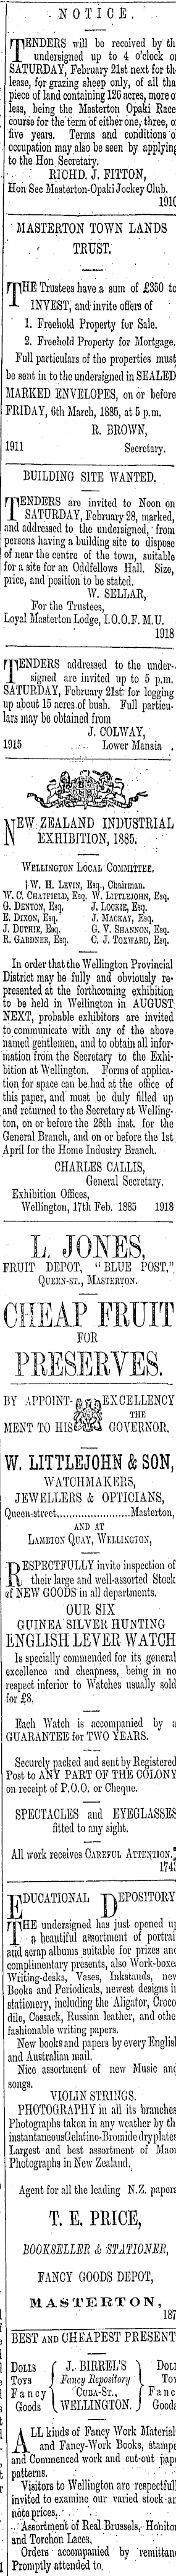 NOTICE.
TENDERS will be received by th
undersigned up to 4 o'clock o
SATURDAY, February 21st next for th
lease, for grazing sheep only, of all tha
piece of land containing 126 acres, more o
less, being the Masterton Opaki Race
course for the term of either one, three, o
five years. Terms and conditions o
occupation may also be seen by applying
to the Hon. Secretary.
RICHD. J. FITTON,
Hon Sec Masterton-Opaki Jockey Club.
1910
MASTERTON TOWN LANDS
TRUST.
THE Trustees have a sum of £350 to
INVEST, and invite offers of
1. Freehold Property for Sale.
2. Freehold Property for Mortgage.
Full particulars of the properties must
be sent in to the undersigned in SEALED
MARKED ENVELOPES, on or before
FRIDAY, 6th March, 1885, at 5 p.m.
R. BROWN,
1911 Secretary.
BUILDING SITE WANTED.
TENDERS are invited to Noon on
SATURDAY, February 28, marked,
and addressed to the undersigned, from
persons having a building site to dispose
of near the centre of the town, suitable
for a site for an Oddfellows Hall. Size,
price, and position to be stated.
W. SELLAR,
For the Trustees,
Loyal Masterton Lodge, I.O.O.F. M.U.
1918
TENDERS addressed to the under-
signed are invited up to 5 p.m.
SATURDAY, February 21st for logging
up about 15 acres of bush. Full particu-
lars may be obtained from
J. COLWAY,
1915 Lower Manaia
NEW ZEALAND INDUSTRIAL
EXHIBITION, 1885.
WELLINGTON LOCAL COMMITTEE.
W. H. LEVIN, Esq., Chairman.
W. C. CHATFIELD, Esq. W. LITTLEJOHN, Esq.
G. DENTON, Esq. J. LOCKIE, Esq.
E. DIXON, Esq. J. MACKAY, Esq.
J. DUTHIE, Esq. G. V. SHANNON, Esq.
R. GARDNER, Esq. C. J. TOXWARD, Esq.
In order that the Wellington Provincial
District may be fully and obviously re-
presented at the forthcoming exhibition
to be held in Wellington in AUGUST
NEXT, probable exhibitors are invited
to communicate with any of the above
named gentlemen, and to obtain all infor-
mation from the Secretary to the Exhi-
bition at Wellington. Forms of applica-
tion for space can be had at the office of
this paper, and must be duly filled up
and returned to the Secretary at Welling-
ton, on or before the 28th inst. for the
General Branch, and on or before the 1st
April for the Home Industry Branch.
CHARLES CALLIS,
General Secretary.
Exhibition Offices,
Wellington, 17th Feb. 1885 1918
L. JONES,
FRUIT DEPOT, "BLUE POST,"
QUEEN-ST., MASTERTON.
CHEAP FRUIT
FOR
PRESERVES.
BY APPOINT- EXCELLENCY
THE
MENT TO HIS GOVERNOR.
W. LITTLEJOHN & SON,
WATCHMAKERS,
JEWELLERS & OPTICIANS,
Queen-street..................Masterton,
AND AT
LAMBTON QUAY, WELLINGTON,
RESPECTFULLY invite inspection of
their large and well-assorted Stock
of NEW GOODS in all departments.
OUR SIX
GUINEA SILVER HUNTING
ENGLISH LEVER WATCH
Is specially commended for its general
excellence and cheapness, being in no
respect inferior to Watches usually sold
for £8.
Each Watch is accompanied by a
GUARANTEE for TWO YEARS.
Securely packed and sent by Registered
Post to ANY PART OF THE COLONY
on receipt of P.O.O. or Cheque.
SPECTACLES and EYEGLASSES
fitted to any sight.
All work receives CAREFUL ATTENTION.
1743
EDUCATIONAL DEPOSITORY
THE undersigned has just opened u
a beautiful assortment of portrai
and scrap albums suitable for prizes an
complimentary presents, also Work-boxe
Writing-desks, Vases, Inkstands, new
Books and Periodicals, newest designs i
stationery, including the Aligator, Croco
dile, Cossack, Russian leather, and othe
fashionable writing papers.
New books and papers by every Englis
and Australian mail.
Nice assortment of new Music an
songs.
VIOLIN STRINGS.
PHOTOGRAPHY in all its branches
Photographs taken in any weather by th
instantaneous Gelatino-Bromide dry plates
Largest and best assortment of Maor
Photographs in New Zealand.
Agent for all the leading N.Z. papers
T. E. PRICE,
BOOKSELLER & STATIONER,
FANCY GOODS DEPOT,
MASTERTON,
187
BEST AND CHEAPEST PRESENT
DOLLS J. BIRREL'S DOLL
TOYS Fancy Repository TOY
Fancy CUBA-ST., Fanc
Goods WELLINGTON. Goods
ALL kinds of Fancy Work Material
and Fancy-Work Books, stampe
and Commenced work and cut-out pape
patterns.
Visitors to Wellington are respectful
invited to examine our varied stock an
note prices.
Assortment of Real Brussels, Honiton
and Torchon Laces,
Orders accompanied by remittanc
Promptly attended to,